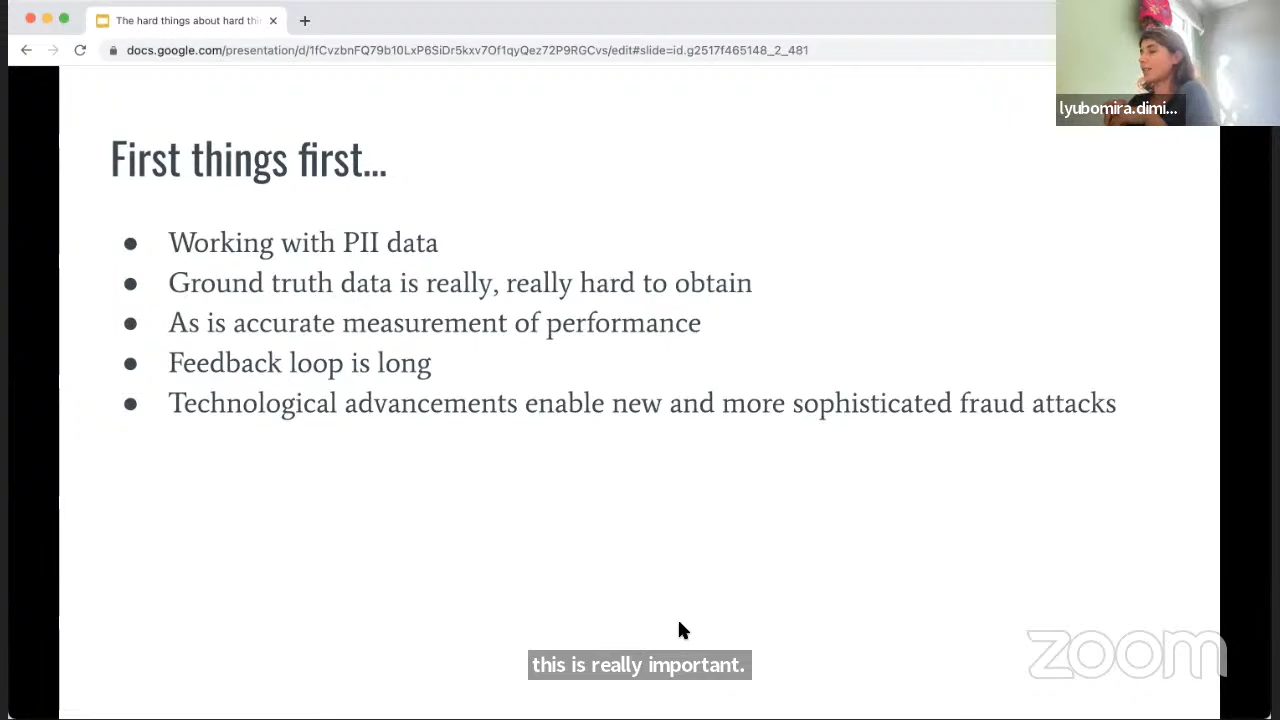 The hard things about hard thi
docs.google.com/presentation/d/1fCvzbnFQ79b10LxP6SiDr5kxv7Of1qyQez72P9RGCvs/edit#slide=id.g2517f465148_2_481
lyubomira.dimi...
First things first...
● Working with PII data
● Ground truth data is really, really hard to obtain
● As is accurate measurement of performance
● Feedback loop is long
● Technological advancements enable new and more sophisticated fraud attacks
this is really important.
zoom